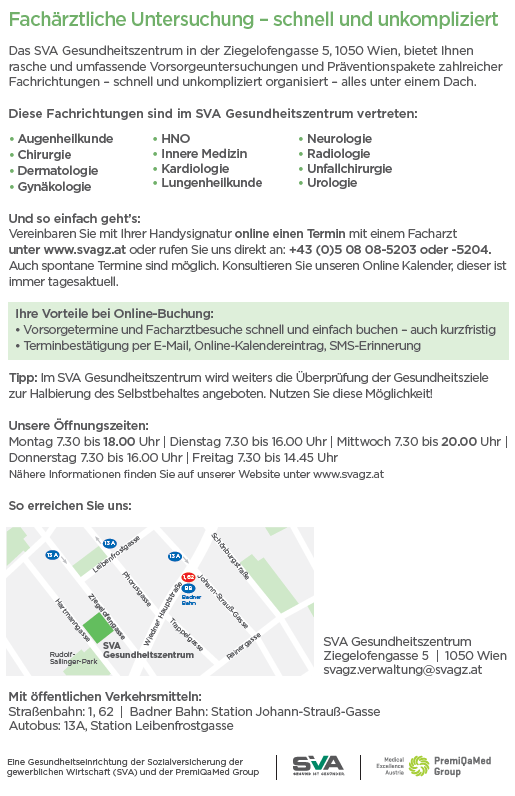 Fachärztliche Untersuchung – schnell und unkompliziert
Das SVA Gesundheitszentrum in der Ziegelofengasse 5, 1050 Wien, bietet Ihnen
rasche und umfassende Vorsorgeuntersuchungen und Präventionspakete zahlreicher
Fachrichtungen – schnell und unkompliziert organisiert – alles unter einem Dach.
Diese Fachrichtungen sind im SVA Gesundheitszentrum vertreten:
• Augenheilkunde
• Chirurgie
• Dermatologie
• Gynäkologie
• HNO
• Innere Medizin
• Kardiologie
• Lungenheilkunde
• Neurologie
• Radiologie
• Unfallchirurgie
• Urologie
Und so einfach geht's:
Vereinbaren Sie mit Ihrer Handysignatur online einen Termin mit einem Facharzt
unter www.svagz.at oder rufen Sie uns direkt an: +43 (0)5 08 08-5203 oder -5204.
Auch spontane Termine sind möglich. Konsultieren Sie unseren Online Kalender, dieser ist
immer tagesaktuell.
Ihre Vorteile bei Online-Buchung:
• Vorsorgetermine und Facharztbesuche schnell und einfach buchen – auch kurzfristig
• Terminbestätigung per E-Mail, Online-Kalendereintrag, SMS-Erinnerung
Tipp: Im SVA Gesundheitszentrum wird weiters die Überprüfung der Gesundheitsziele
zur Halbierung des Selbstbehaltes angeboten. Nutzen Sie diese Möglichkeit!
Unsere Öffnungszeiten:
Montag 7.30 bis 18.00 Uhr | Dienstag 7.30 bis 16.00 Uhr | Mittwoch 7.30 bis 20.00 Uhr |
Donnerstag 7.30 bis 16.00 Uhr | Freitag 7.30 bis 14.45 Uhr
Nähere Informationen finden Sie auf unserer Website unter www.svagz.at
So erreichen Sie uns:
13 A
13 A
13 A
Leibenfrostgasse
Schönburgstraße
1,62
Badner
Bahn
Phorusgasse
Johann-Strauß-Gasse
Ziegelofengasse
Hartmanngasse
Wiedner Hauptstraße
Trappelgasse
Rainergasse
Rudolf-
Sallinger-Park
SVA
Gesundheitszentrum
SVA Gesundheitszentrum
Ziegelofengasse 5 | 1050 Wien
svagz.verwaltung@svagz.at
Mit öffentlichen Verkehrsmitteln:
Straßenbahn: 1, 62 | Badner Bahn: Station Johann-Strauß-Gasse
Autobus: 13A, Station Leibenfrostgasse
Eine Gesundheitseinrichtung der Sozialversicherung der
gewerblichen Wirtschaft (SVA) und der PremiQaMed Group
SVA
GESUND IST GESÜNDER.
Medical
Excellence
Austria
PremiQaMed
Group